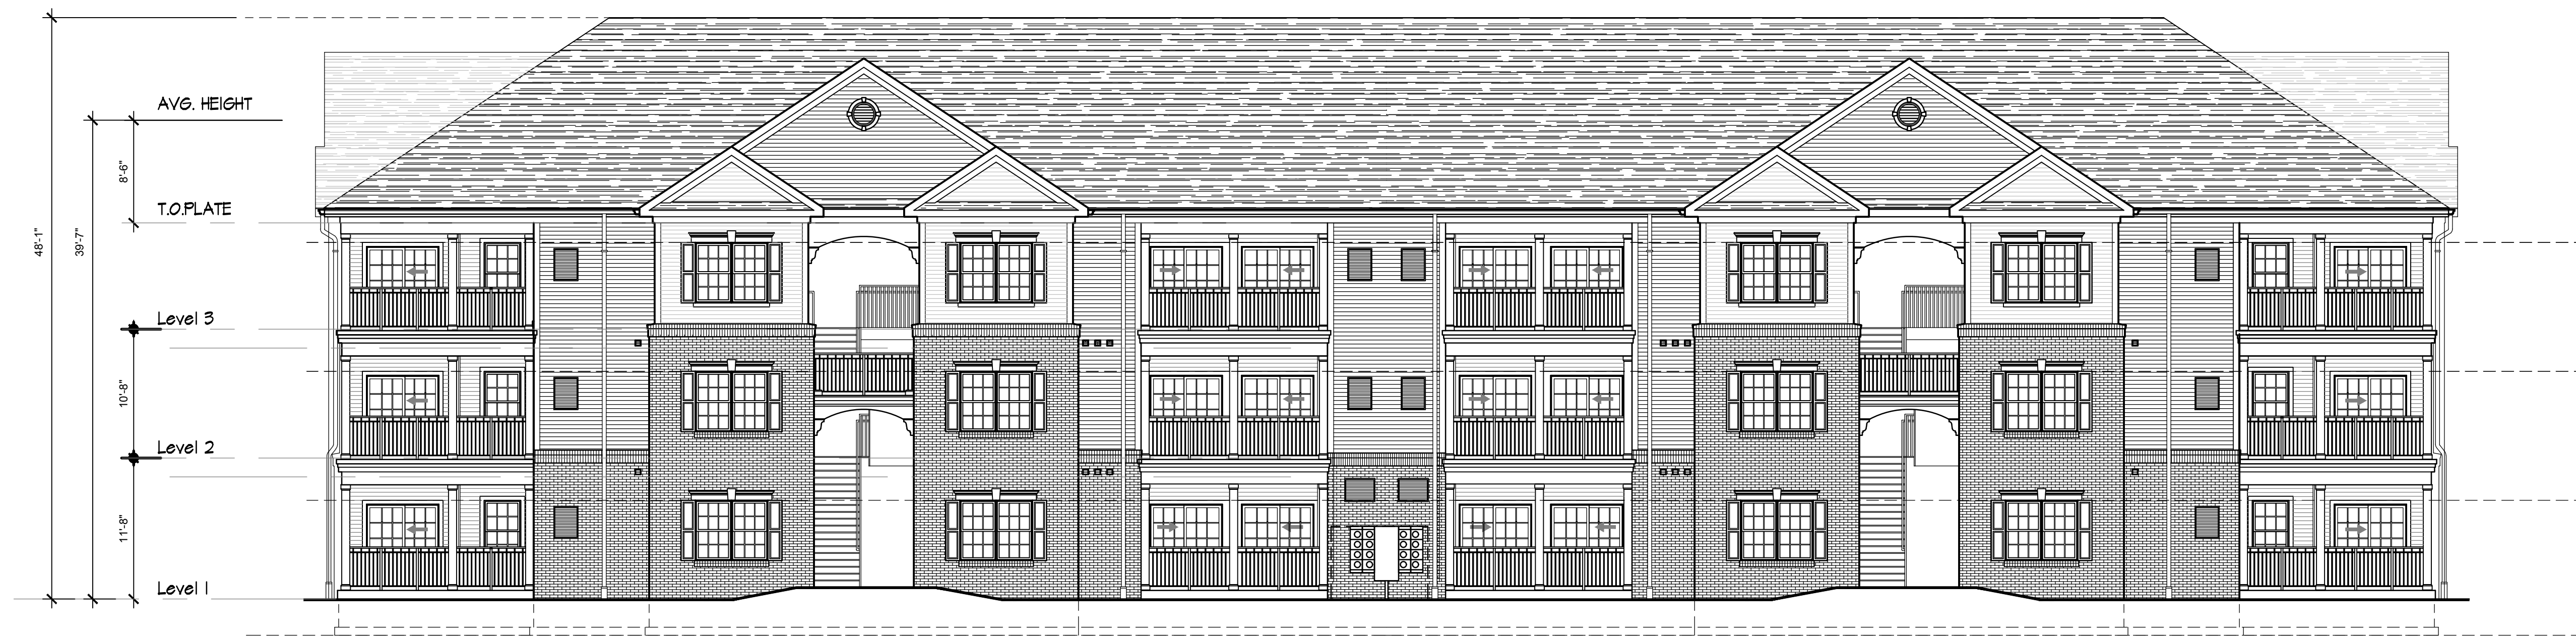 AVG. HEIGHT
8'-6"
T.O.PLATE
48'-1"
39'-7"
Level 3
10'-8"
Level 2
11'-8"
Level 1